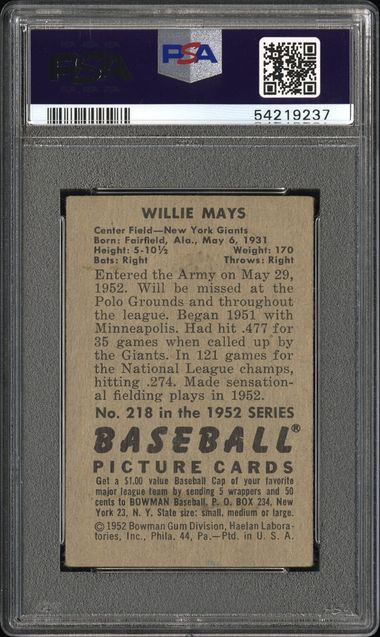 PSA
PSA
54219237
WILLIE MAYS
Center Field—New York Giants
Born: Fairfield, Ala., May 6, 1931
Height: 5-10½ Weight: 170
Bats: Right Throws: Right
Entered the Army on May 29,
1952. Will be missed at the
Polo Grounds and throughout
the league. Began 1951 with
Minneapolis. Had hit .477 for
35 games when called up by
the Giants. In 121 games for
the National League champs,
hitting .274. Made sensation-
al fielding plays in 1952.
No. 218 in the 1952 SERIES
BASEBALL®
PICTURE CARDS
Get a $1.00 value Baseball Cap of your favorite
major league team by sending 5 wrappers and 50
cents to BOWMAN Baseball, P. O. BOX 234, New
York 23, N. Y. State size: small, medium or large.
©1952 Bowman Gum Division, Haelan Labora-
tories, Inc., Phila. 44, Pa.—Ptd. in U. S. A.